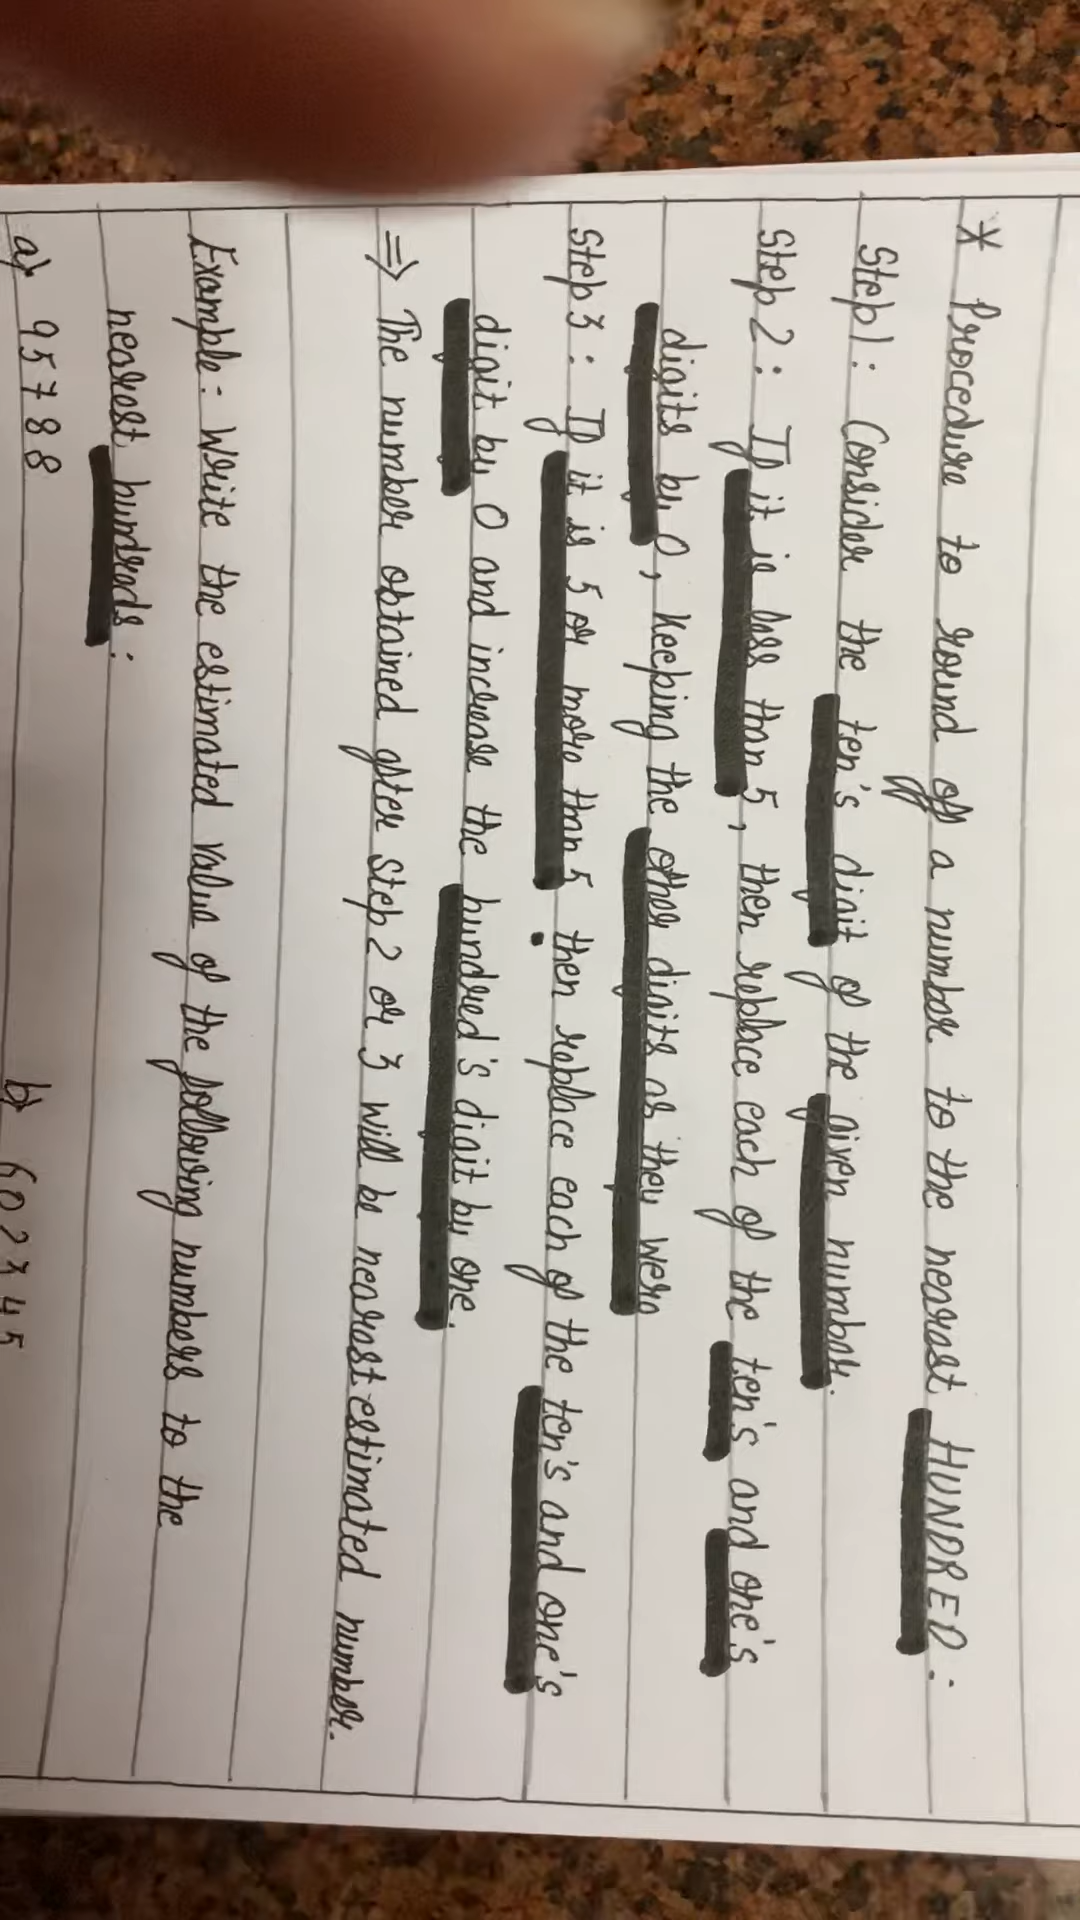 * Procedure to round off a number to the nearest HUNDRED :
Step 1 : Consider the ten's digit of the given number.
Step 2 : If it is less than 5, then replace each of the ten's and one's
digits by 0, keeping the other digits as they were
Step 3 : If it is 5 or more than 5 then replace each of the ten's and one's
digit by 0 and increase the hundred's digit by one.
⇒ The number obtained after step 2 or 3 will be nearest estimated number.
Example : Write the estimated value of the following numbers to the
nearest hundreds :
a) 95788 b) 602345